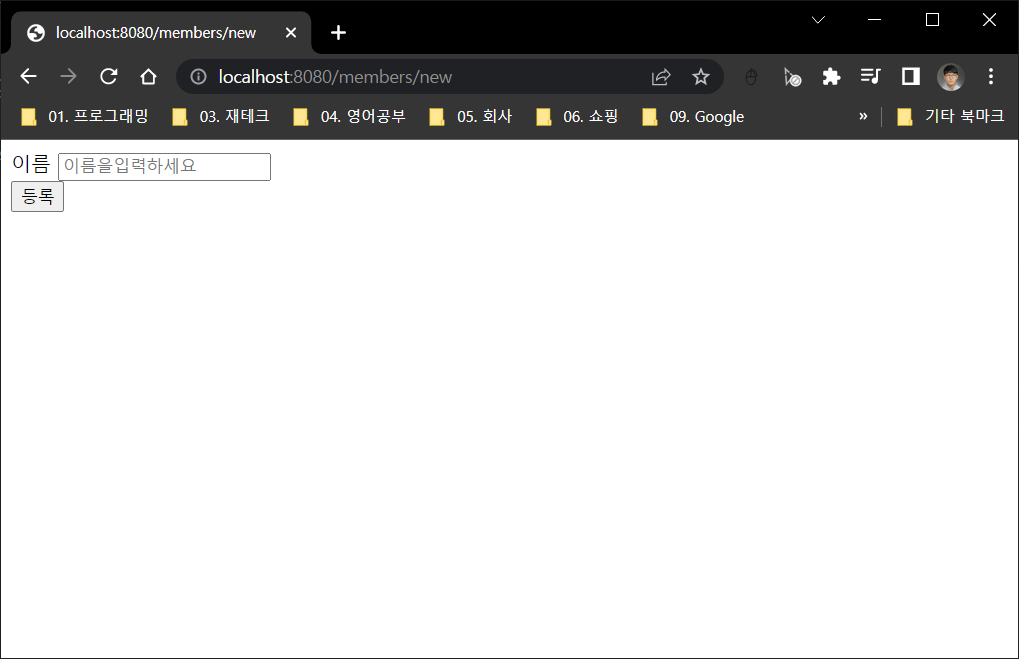 localhost:8080/members/new
localhost:8080/members/new
01. 프로그래밍 03. 재테크 04. 영어공부 05. 회사 06. 쇼핑 09. Google » 기타 북마크
이름 이름을입력하세요
등록